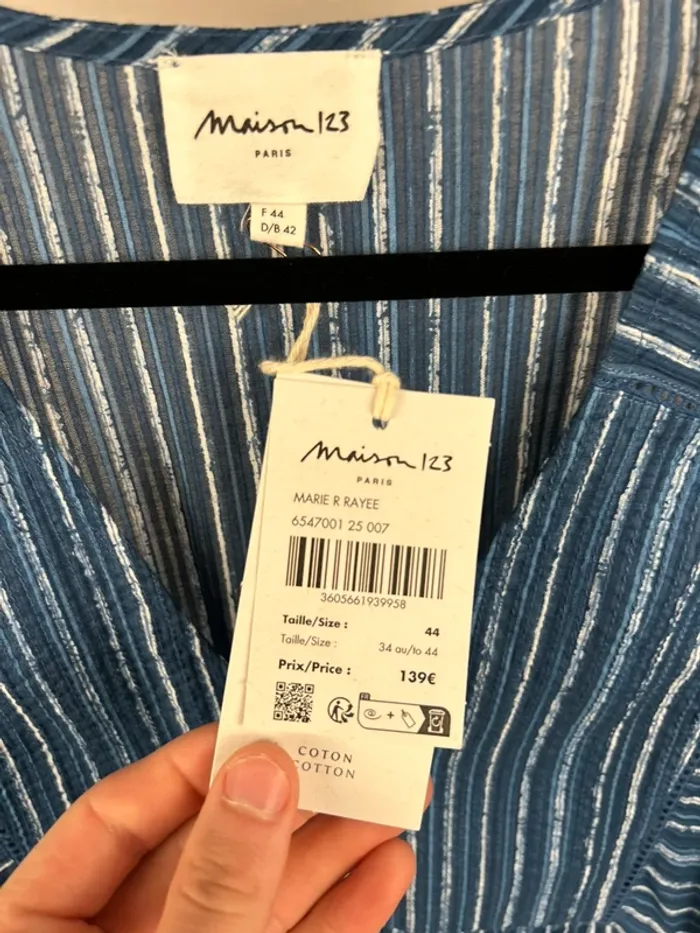 Maison 123
PARIS
F 44
D/B 42
Maison 123
PARIS
MARIE R RAYEE
6547001 25 007
3605661939958
Taille/Size : 44
Taille/Size : 34 au/to 44
Prix/Price : 139€
FR
+
COTON
COTTON